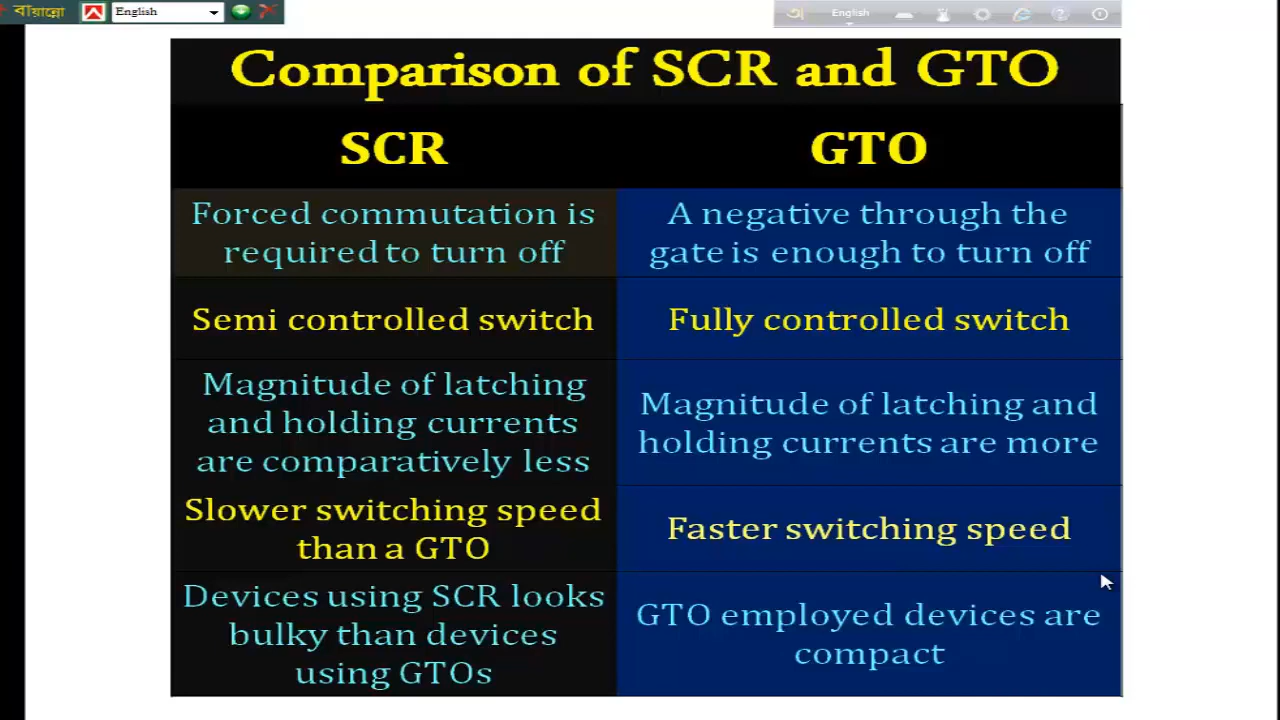 বায়ান্নো
English
English
Comparison of SCR and GTO
SCR
GTO
Forced commutation is
required to turn off
A negative through the
gate is enough to turn off
Semi controlled switch
Fully controlled switch
Magnitude of latching
and holding currents
are comparatively less
Magnitude of latching and
holding currents are more
Slower switching speed
than a GTO
Faster switching speed
Devices using SCR looks
bulky than devices
using GTOs
GTO employed devices are
compact